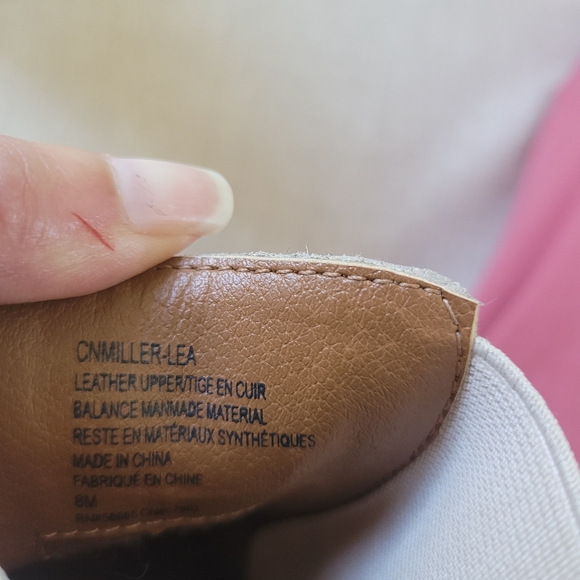 CNMILLER-LEA
LEATHER UPPER/TIGE EN CUIR
BALANCE MANMADE MATERIAL
RESTE EN MATÉRIAUX SYNTHÉTIQUES
MADE IN CHINA
FABRIQUÉ EN CHINE
8M